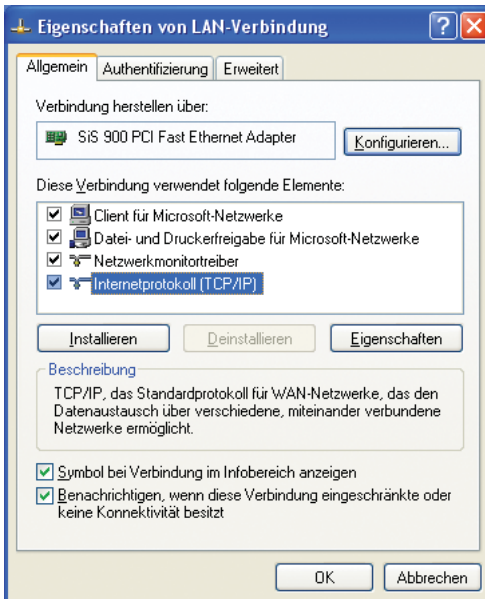 Eigenschaften von LAN-Verbindung
Allgemein Authentifizierung Erweitert
Verbindung herstellen über:
SiS 900 PCI Fast Ethernet Adapter
Konfigurieren...
Diese Verbindung verwendet folgende Elemente:
Client für Microsoft-Netzwerke
Datei- und Druckerfreigabe für Microsoft-Netzwerke
Netzwerkmonitortreiber
Internetprotokoll (TCP/IP)
Installieren Deinstallieren Eigenschaften
Beschreibung
TCP/IP, das Standardprotokoll für WAN-Netzwerke, das den
Datenaustausch über verschiedene, miteinander verbundene
Netzwerke ermöglicht.
Symbol bei Verbindung im Infobereich anzeigen
Benachrichtigen, wenn diese Verbindung eingeschränkte oder
keine Konnektivität besitzt
OK Abbrechen